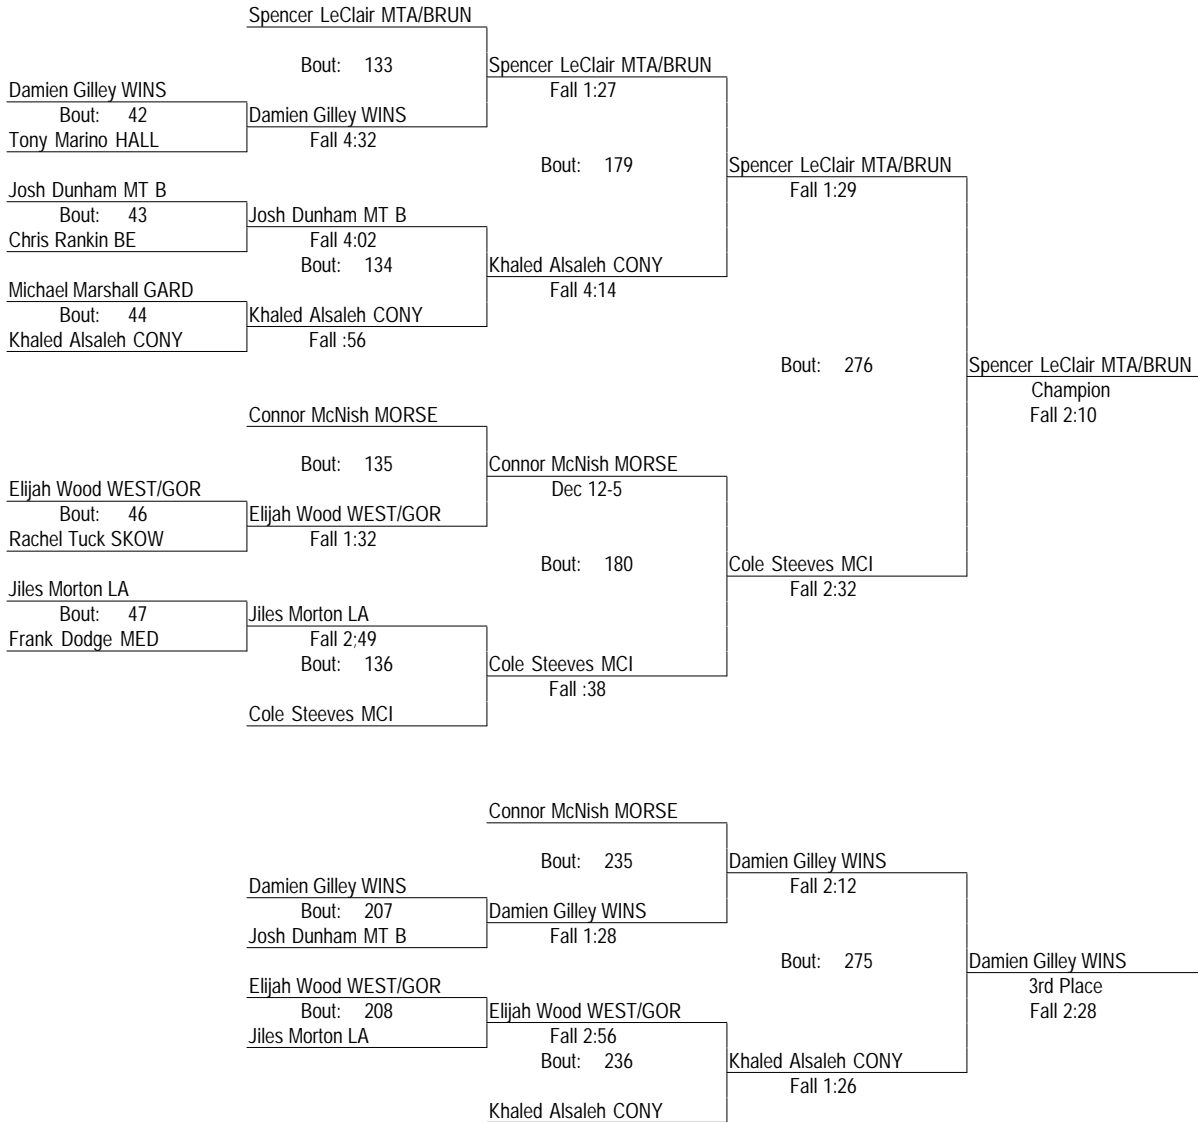 Spencer LeClair MTA/BRUN
Bout: 133
Spencer LeClair MTA/BRUN
Fall 1:27
Damien Gilley WINS
Bout: 42
Damien Gilley WINS
Tony Marino HALL
Fall 4:32
Bout: 179
Spencer LeClair MTA/BRUN
Fall 1:29
Josh Dunham MT B
Bout: 43
Josh Dunham MT B
Chris Rankin BE
Fall 4:02
Bout: 134
Khaled Alsaleh CONY
Fall 4:14
Michael Marshall GARD
Bout: 44
Khaled Alsaleh CONY
Khaled Alsaleh CONY
Fall :56
Bout: 276
Spencer LeClair MTA/BRUN
Champion
Fall 2:10
Connor McNish MORSE
Bout: 135
Connor McNish MORSE
Dec 12-5
Elijah Wood WEST/GOR
Bout: 46
Elijah Wood WEST/GOR
Rachel Tuck SKOW
Fall 1:32
Bout: 180
Cole Steeves MCI
Fall 2:32
Jiles Morton LA
Bout: 47
Jiles Morton LA
Frank Dodge MED
Fall 2;49
Bout: 136
Cole Steeves MCI
Fall :38
Cole Steeves MCI
Connor McNish MORSE
Bout: 235
Damien Gilley WINS
Fall 2:12
Damien Gilley WINS
Bout: 207
Damien Gilley WINS
Josh Dunham MT B
Fall 1:28
Bout: 275
Damien Gilley WINS
3rd Place
Fall 2:28
Elijah Wood WEST/GOR
Bout: 208
Elijah Wood WEST/GOR
Jiles Morton LA
Fall 2:56
Bout: 236
Khaled Alsaleh CONY
Fall 1:26
Khaled Alsaleh CONY